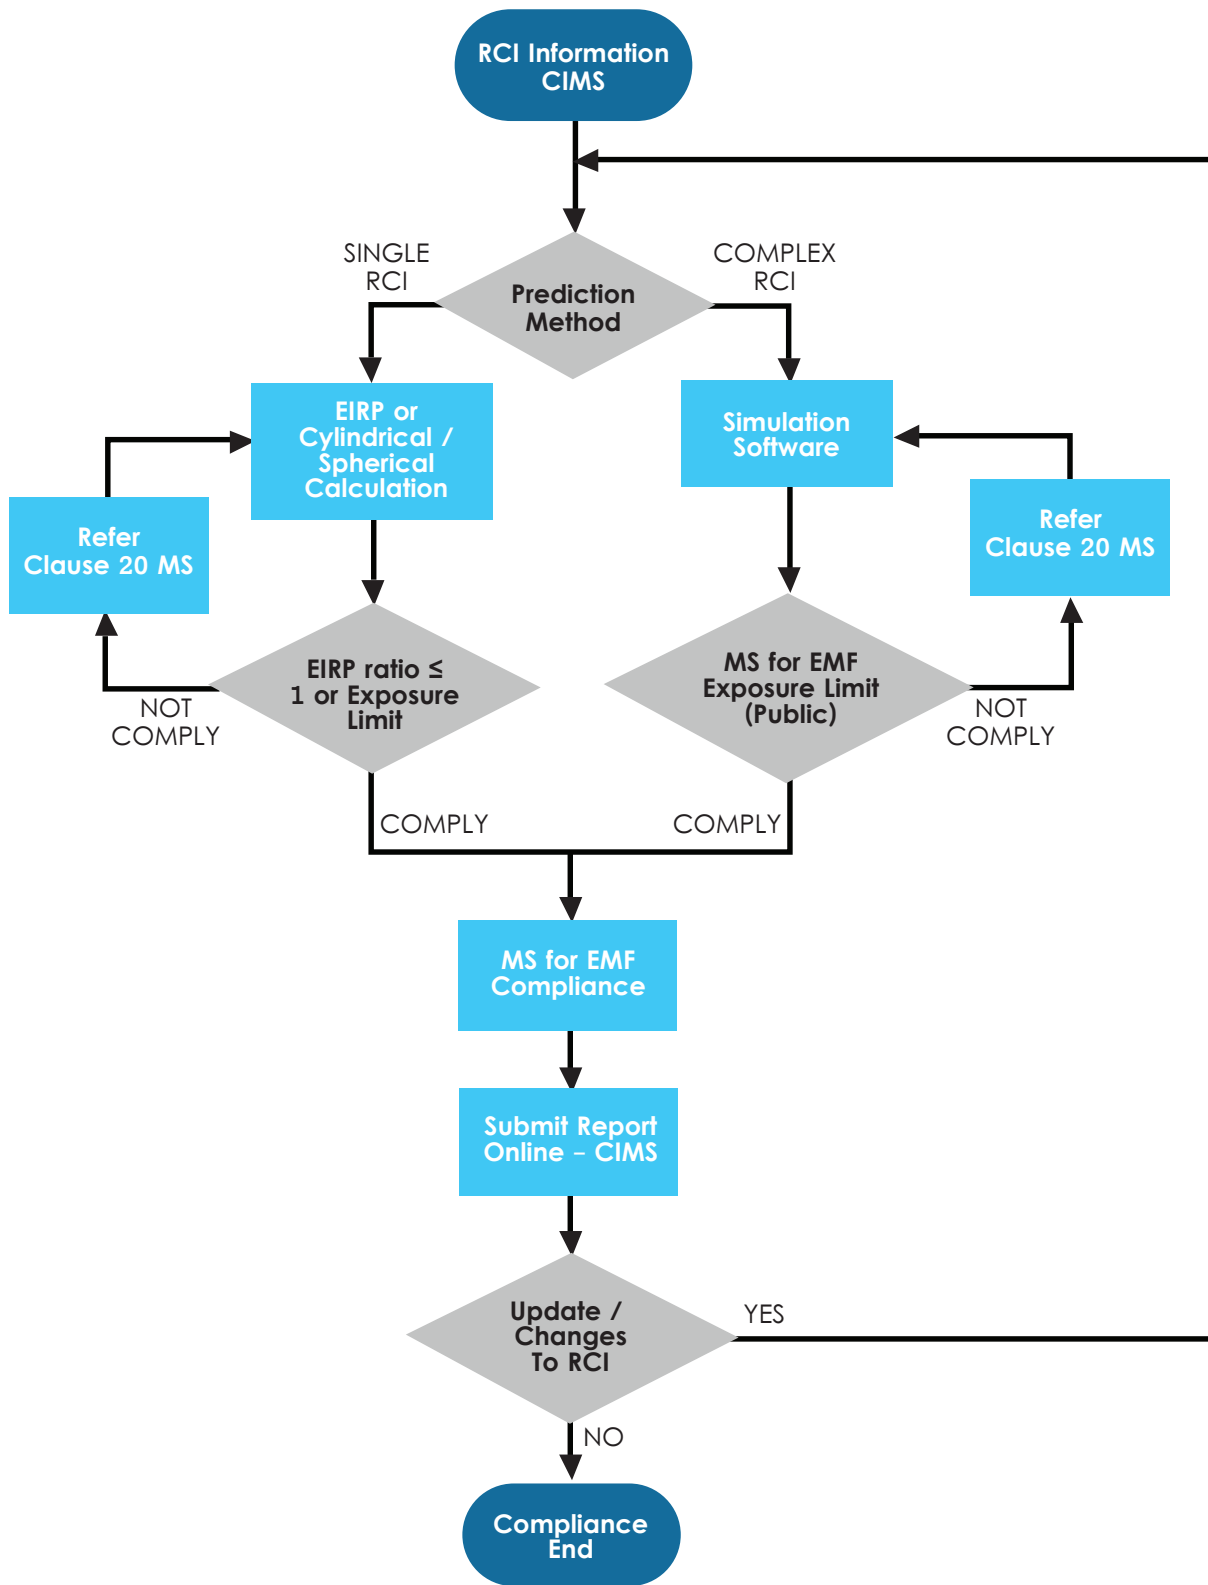 RCI Information
CIMS
SINGLE
RCI
COMPLEX
RCI
Prediction
Method
EIRP or
Cylindrical /
Spherical
Calculation
Simulation
Software
Refer
Clause 20 MS
Refer
Clause 20 MS
EIRP ratio ≤
1 or Exposure
Limit
MS for EMF
Exposure Limit
(Public)
NOT
COMPLY
NOT
COMPLY
COMPLY
COMPLY
MS for EMF
Compliance
Submit Report
Online – CIMS
Update /
Changes
To RCI
YES
NO
Compliance
End